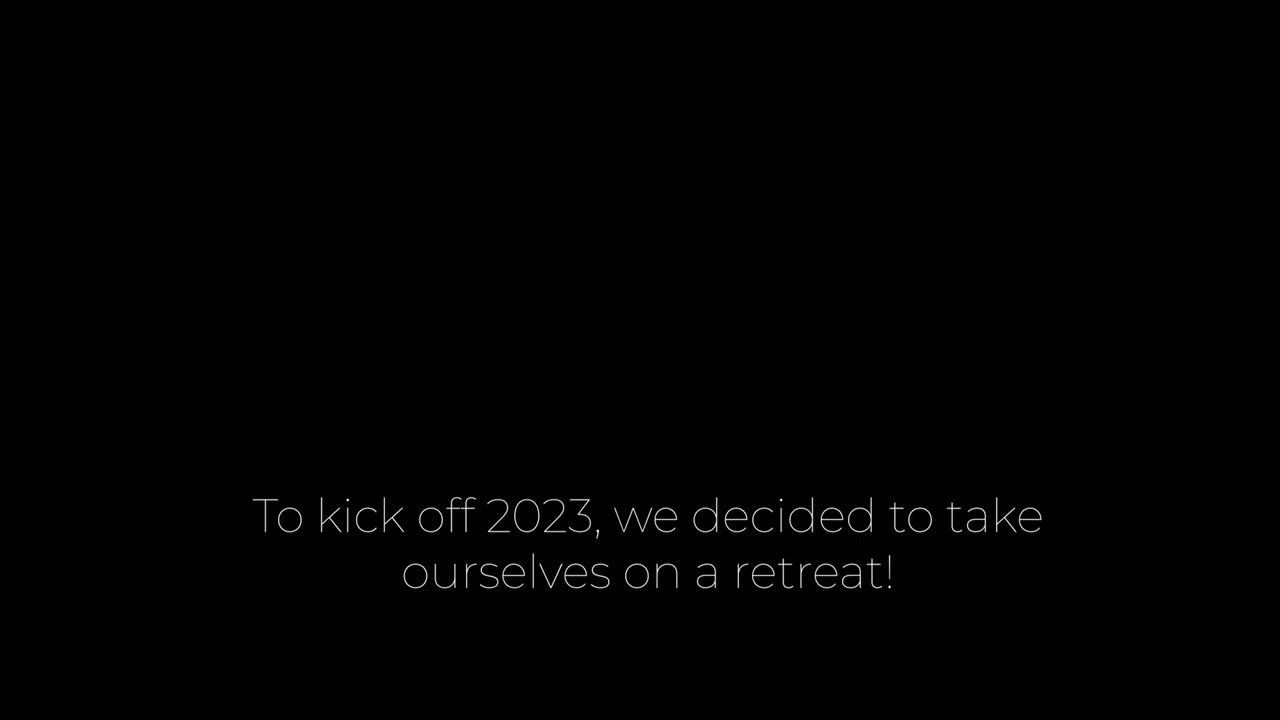 To kick off 2023, we decided to take
ourselves on a retreat!